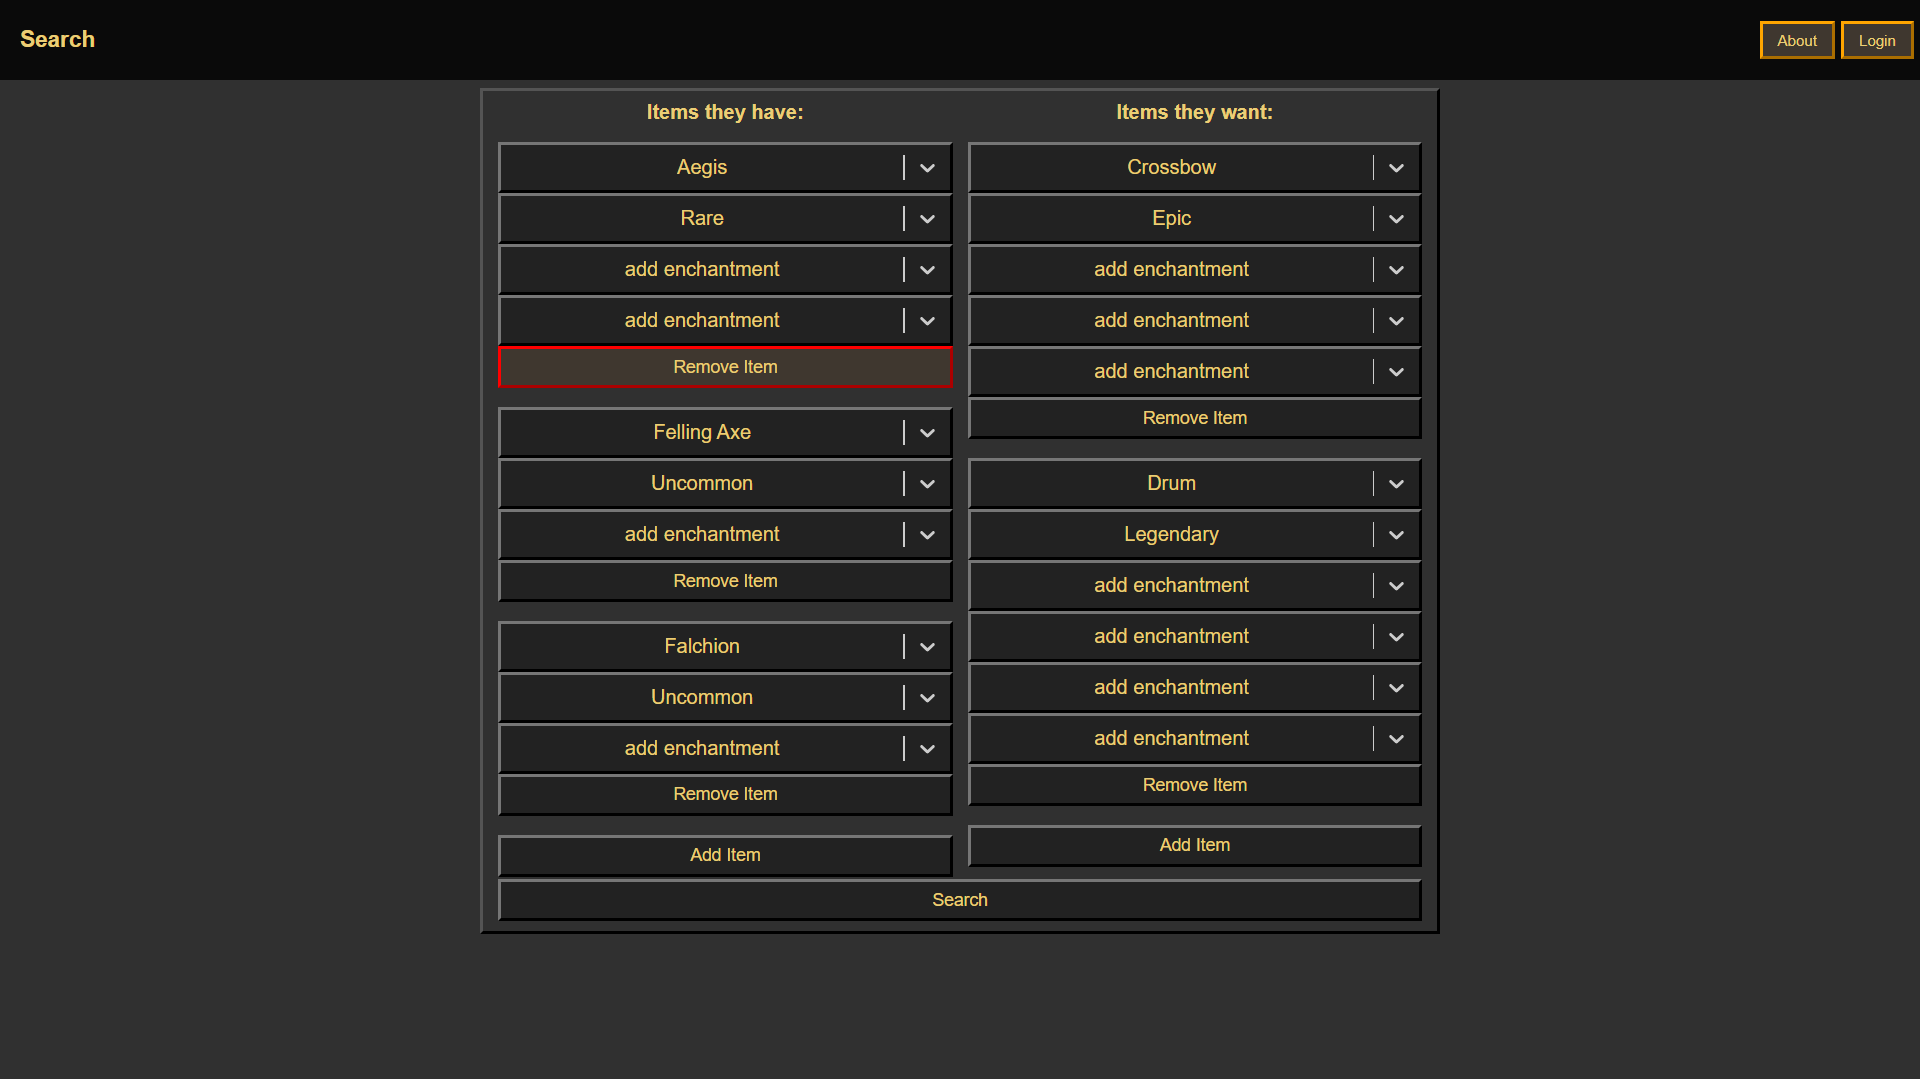 Search
About
Login
Items they have:
Aegis
Rare
add enchantment
add enchantment
Remove Item
Felling Axe
Uncommon
add enchantment
Remove Item
Falchion
Uncommon
add enchantment
Remove Item
Add Item
Items they want:
Crossbow
Epic
add enchantment
add enchantment
add enchantment
Remove Item
Drum
Legendary
add enchantment
add enchantment
add enchantment
add enchantment
Remove Item
Add Item
Search